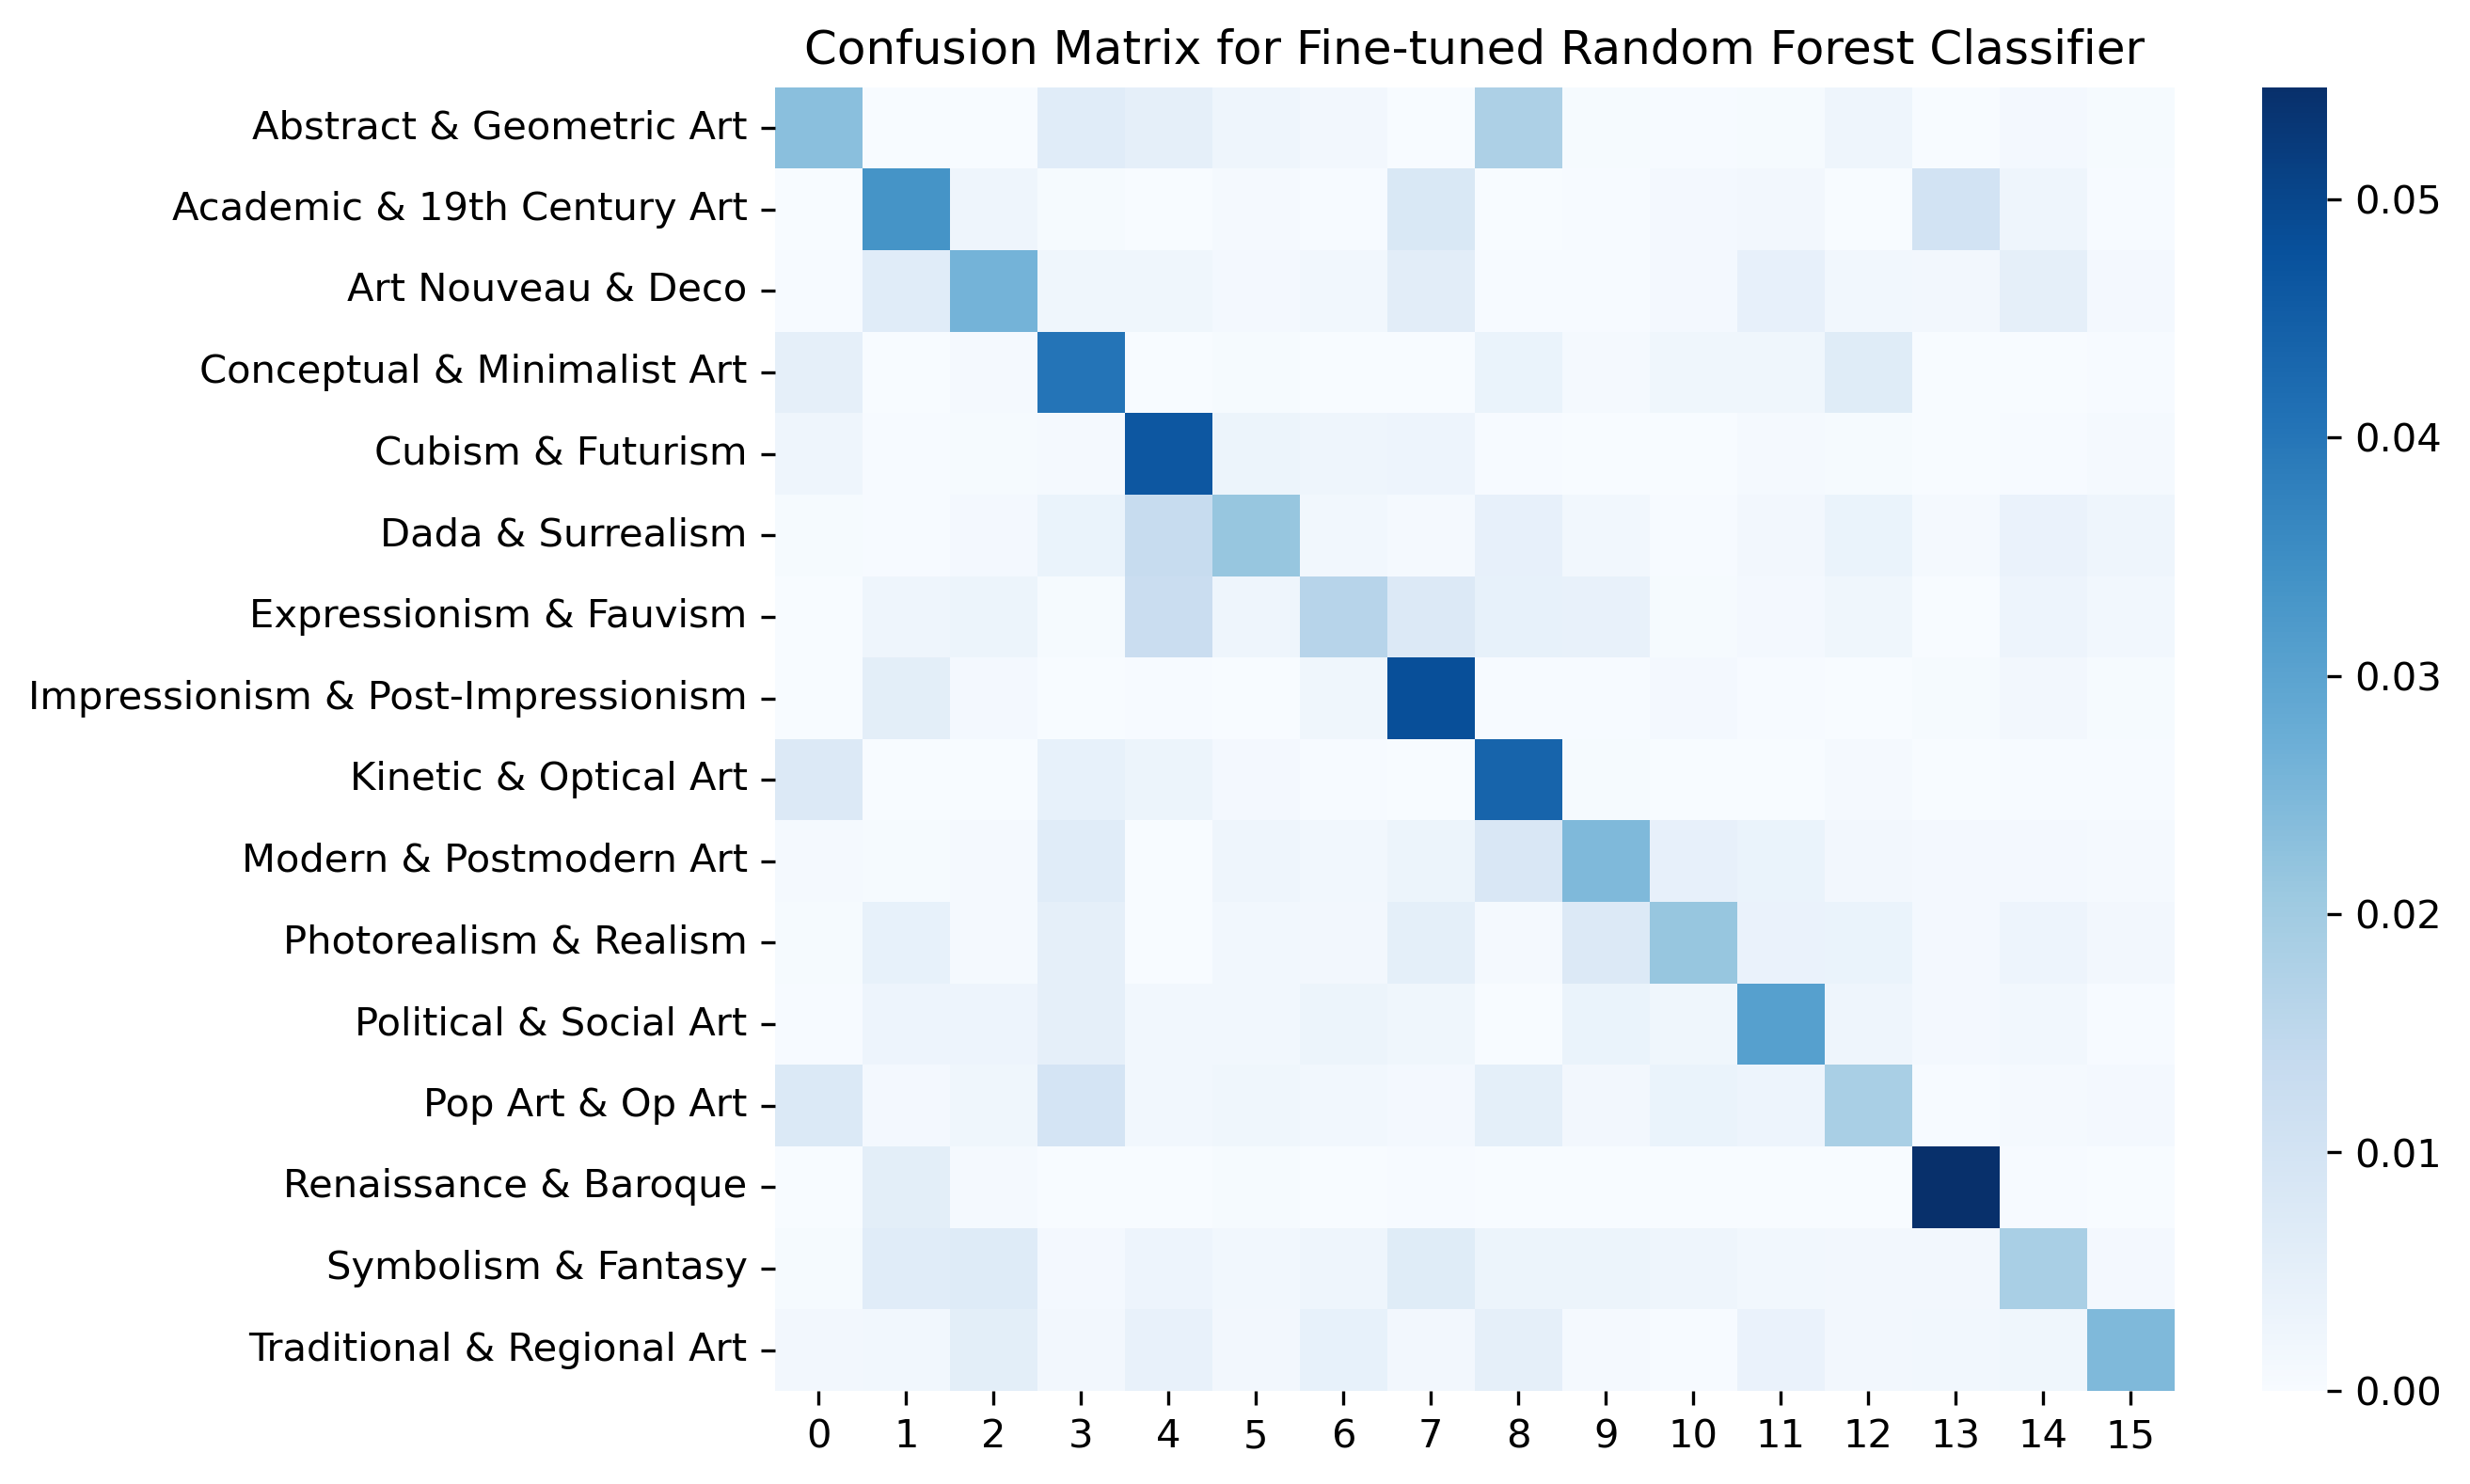 Confusion Matrix for Fine-tuned Random Forest Classifier
Abstract & Geometric Art
Academic & 19th Century Art
Art Nouveau & Deco
Conceptual & Minimalist Art
Cubism & Futurism
Dada & Surrealism
Expressionism & Fauvism
Impressionism & Post-Impressionism
Kinetic & Optical Art
Modern & Postmodern Art
Photorealism & Realism
Political & Social Art
Pop Art & Op Art
Renaissance & Baroque
Symbolism & Fantasy
Traditional & Regional Art
0 1 2 3 4 5 6 7 8 9 10 11 12 13 14 15
0.05
0.04
0.03
0.02
0.01
0.00